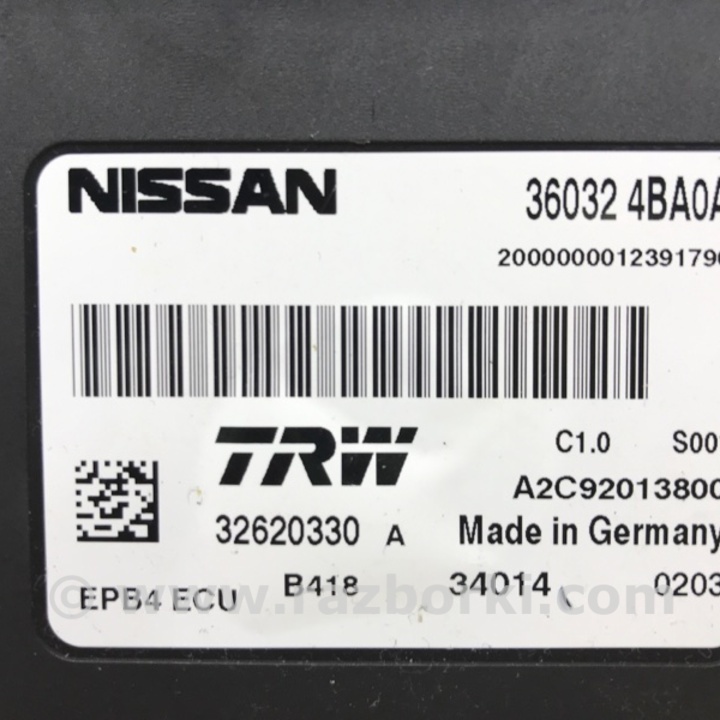 NISSAN 36032 4BA0A
2000000012391790
TRW C1.0 S00
A2C92013800
32620330 A Made in Germany
EPB4 ECU B418 34014 0203
© www.razborki.com